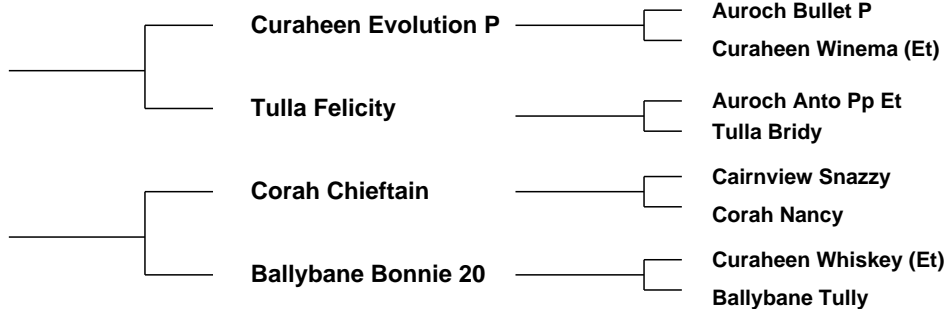 Auroch Bullet P
Curaheen Evolution P
Curaheen Winema (Et)
Auroch Anto Pp Et
Tulla Felicity
Tulla Bridy
Cairnview Snazzy
Corah Chieftain
Corah Nancy
Curaheen Whiskey (Et)
Ballybane Bonnie 20
Ballybane Tully